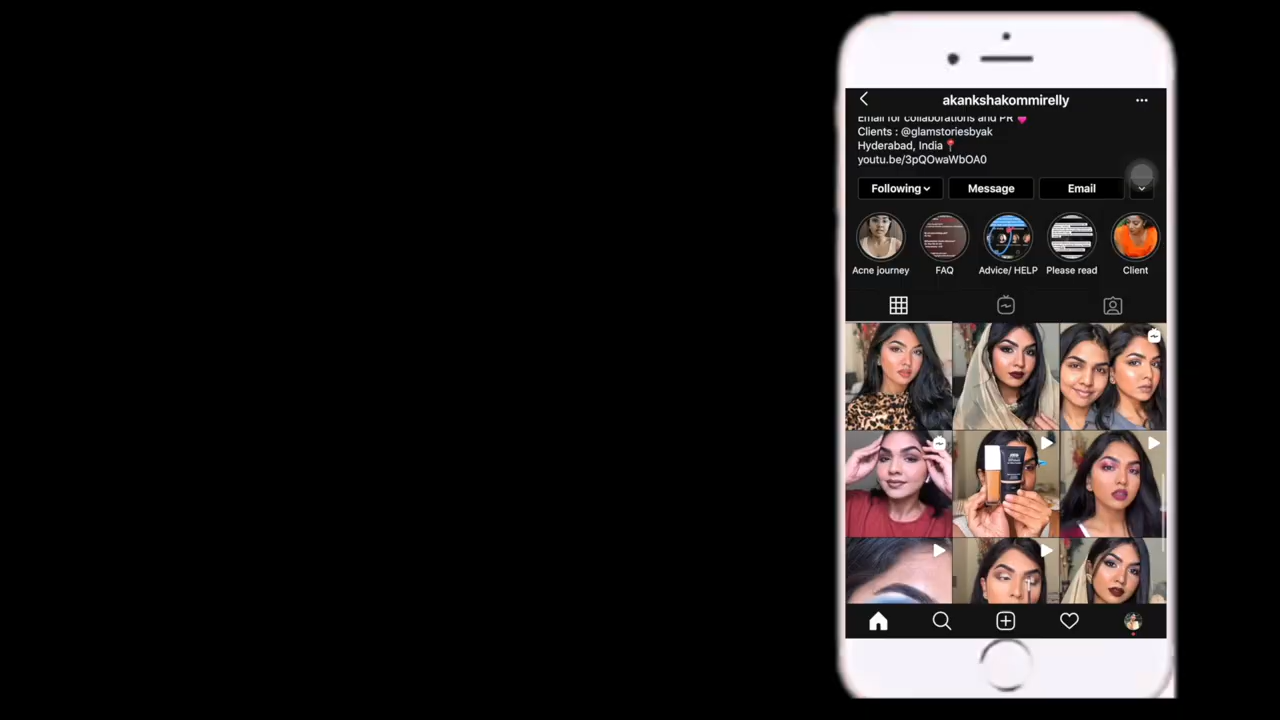 akankshakommirelly
Email for collaborations and PR
Clients : @glamstoriesbyak
Hyderabad, India
youtu.be/3pQOwaWbOA0
Following
Message
Email
Acne journey
FAQ
Advice/ HELP
Please read
Client